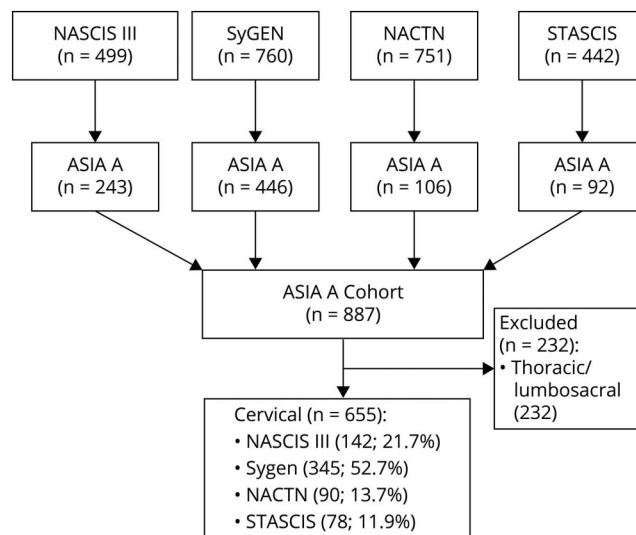 NASCIS III
(n = 499)
SyGEN
(n = 760)
NACTN
(n = 751)
STASCIS
(n = 442)
ASIA A
(n = 243)
ASIA A
(n = 446)
ASIA A
(n = 106)
ASIA A
(n = 92)
ASIA A Cohort
(n = 887)
Excluded
(n = 232):
• Thoracic/
lumbosacral
(232)
Cervical (n = 655):
• NASCIS III (142; 21.7%)
• Sygen (345; 52.7%)
• NACTN (90; 13.7%)
• STASCIS (78; 11.9%)